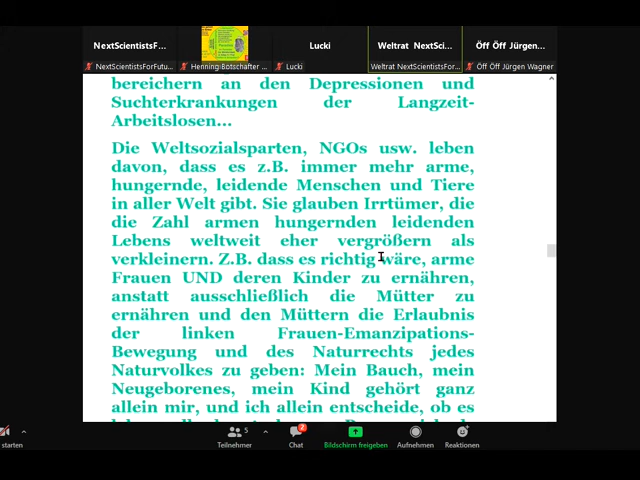 NextScientistsF... Lucki Weltrat NextSci... Öff Öff Jürgen...
NextScientistsForFutu... Henning:Botschafter ... Lucki Weltrat NextScientistsFor... Öff Öff Jürgen Wagner
bereichern an den Depressionen und
Suchterkrankungen der Langzeit-
Arbeitslosen...
Die Weltsozialsparten, NGOs usw. leben
davon, dass es z.B. immer mehr arme,
hungernde, leidende Menschen und Tiere
in aller Welt gibt. Sie glauben Irrtümer, die
die Zahl armen hungernden leidenden
Lebens weltweit eher vergrößern als
verkleinern. Z.B. dass es richtig wäre, arme
Frauen UND deren Kinder zu ernähren,
anstatt ausschließlich die Mütter zu
ernähren und den Müttern die Erlaubnis
der linken Frauen-Emanzipations-
Bewegung und des Naturrechts jedes
Naturvolkes zu geben: Mein Bauch, mein
Neugeborenes, mein Kind gehört ganz
allein mir, und ich allein entscheide, ob es
5 2
starten Teilnehmer Chat Bildschirm freigeben Aufnehmen Reaktionen